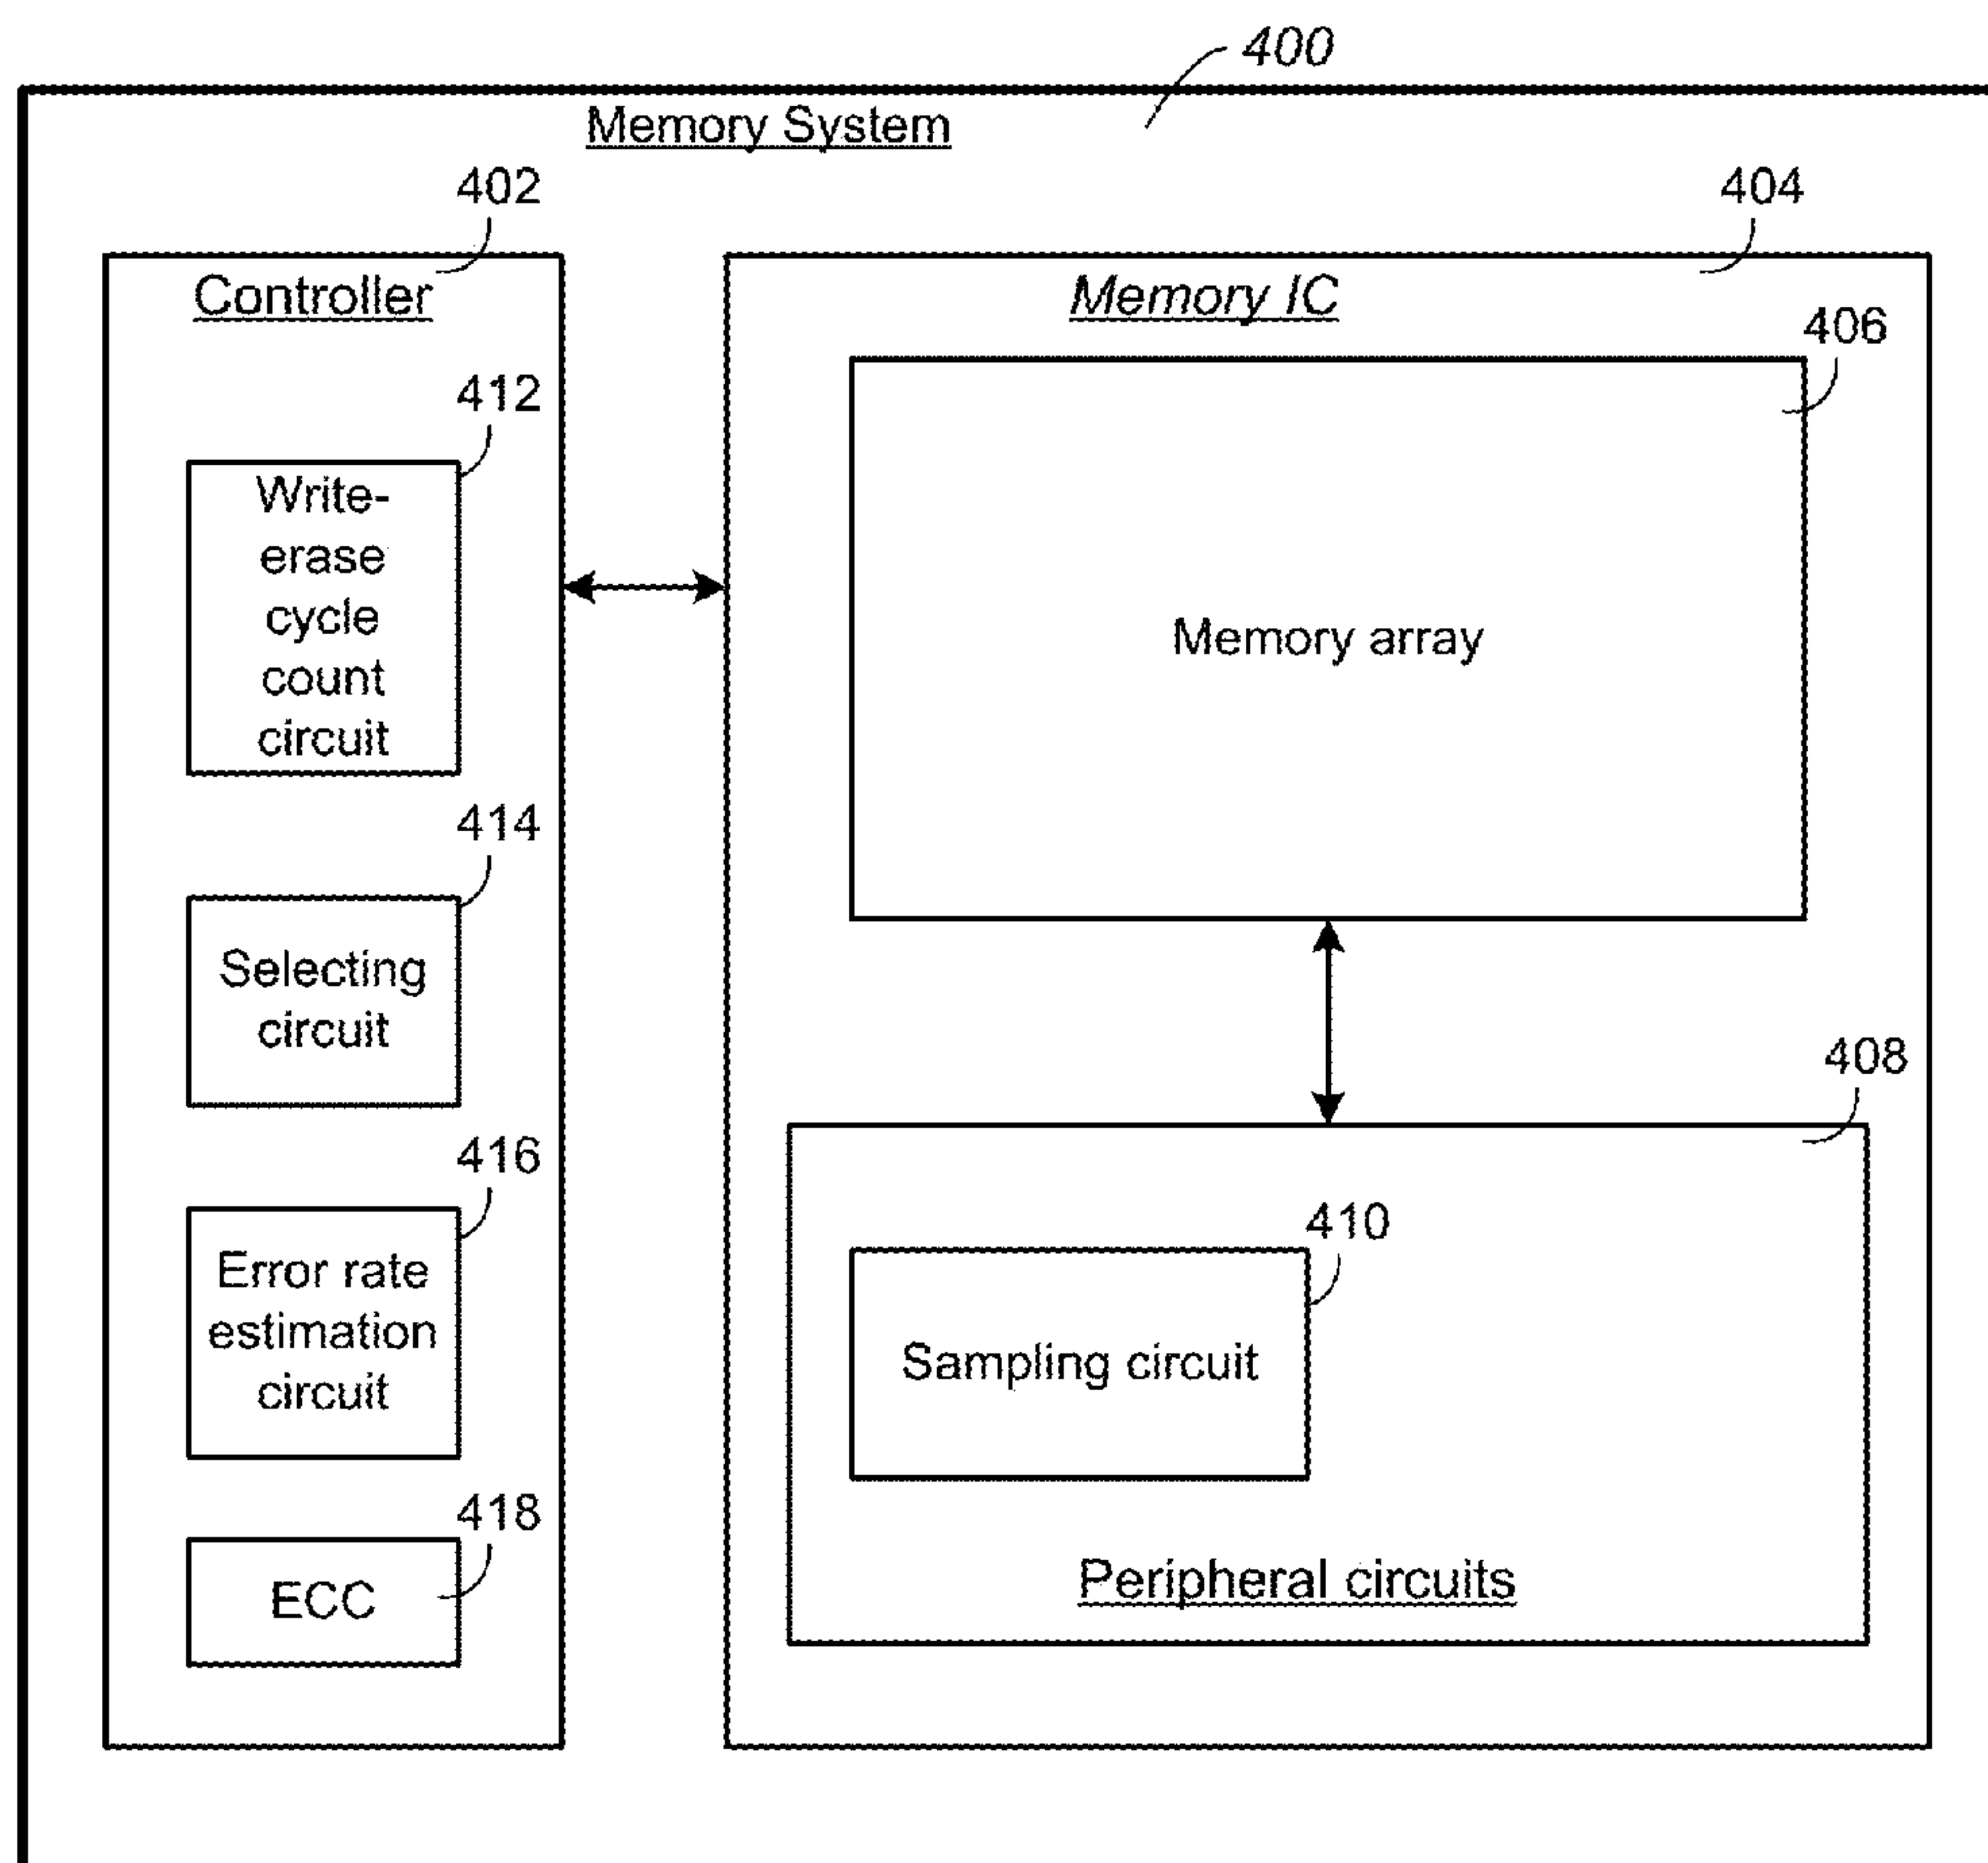 400
Memory System
402
404
Controller
Memory IC
406
412
Write-
erase
cycle
count
circuit
Memory array
414
Selecting
circuit
408
416
410
Error rate
estimation
circuit
Sampling circuit
418
ECC
Peripheral circuits